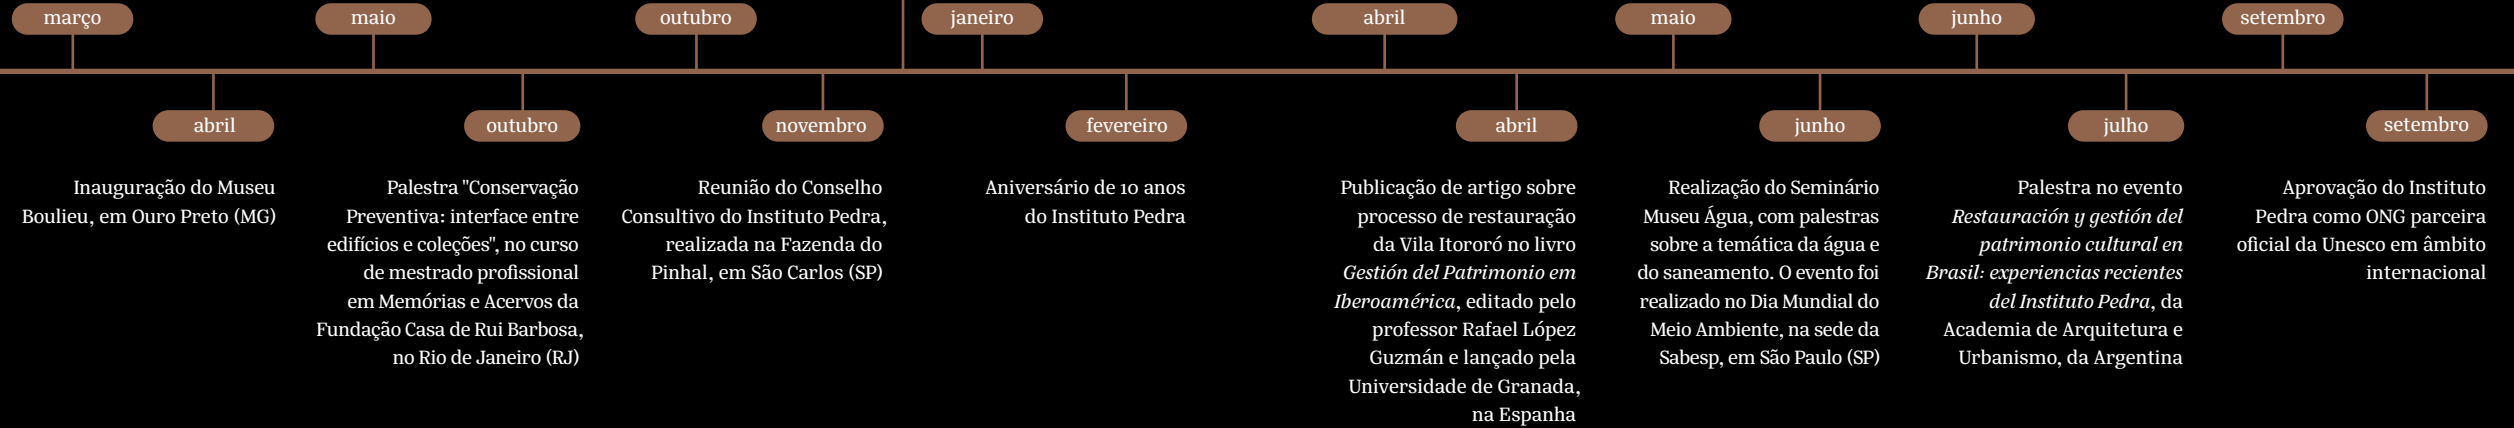 março
maio
outubro
janeiro
abril
maio
junho
setembro
abril
outubro
novembro
fevereiro
abril
junho
julho
setembro
Inauguração do Museu
Boulieu, em Ouro Preto (MG)
Palestra "Conservação
Preventiva: interface entre
edifícios e coleções", no curso
de mestrado profissional
em Memórias e Acervos da
Fundação Casa de Rui Barbosa,
no Rio de Janeiro (RJ)
Reunião do Conselho
Consultivo do Instituto Pedra,
realizada na Fazenda do
Pinhal, em São Carlos (SP)
Aniversário de 10 anos
do Instituto Pedra
Publicação de artigo sobre
processo de restauração
da Vila Itororó no livro
Gestión del Patrimonio em
Iberoamérica, editado pelo
professor Rafael López
Guzmán e lançado pela
Universidade de Granada,
na Espanha
Realização do Seminário
Museu Água, com palestras
sobre a temática da água e
do saneamento. O evento foi
realizado no Dia Mundial do
Meio Ambiente, na sede da
Sabesp, em São Paulo (SP)
Palestra no evento
Restauración y gestión del
patrimonio cultural en
Brasil: experiencias recientes
del Instituto Pedra, da
Academia de Arquitetura e
Urbanismo, da Argentina
Aprovação do Instituto
Pedra como ONG parceira
oficial da Unesco em âmbito
internacional